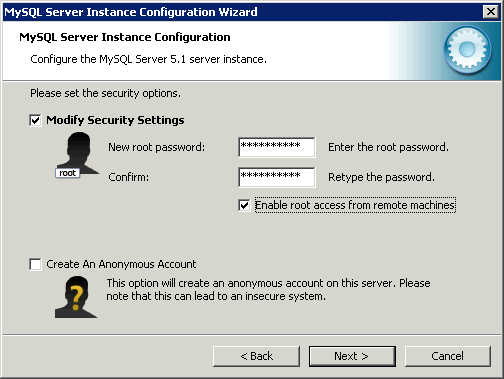 MySQL Server Instance Configuration Wizard
MySQL Server Instance Configuration
Configure the MySQL Server 5.1 server instance.
Please set the security options.
Modify Security Settings
New root password: ********** Enter the root password.
root
Confirm: ********** Retype the password.
Enable root access from remote machines
Create An Anonymous Account
This option will create an anonymous account on this server. Please
note that this can lead to an insecure system.
< Back Next > Cancel